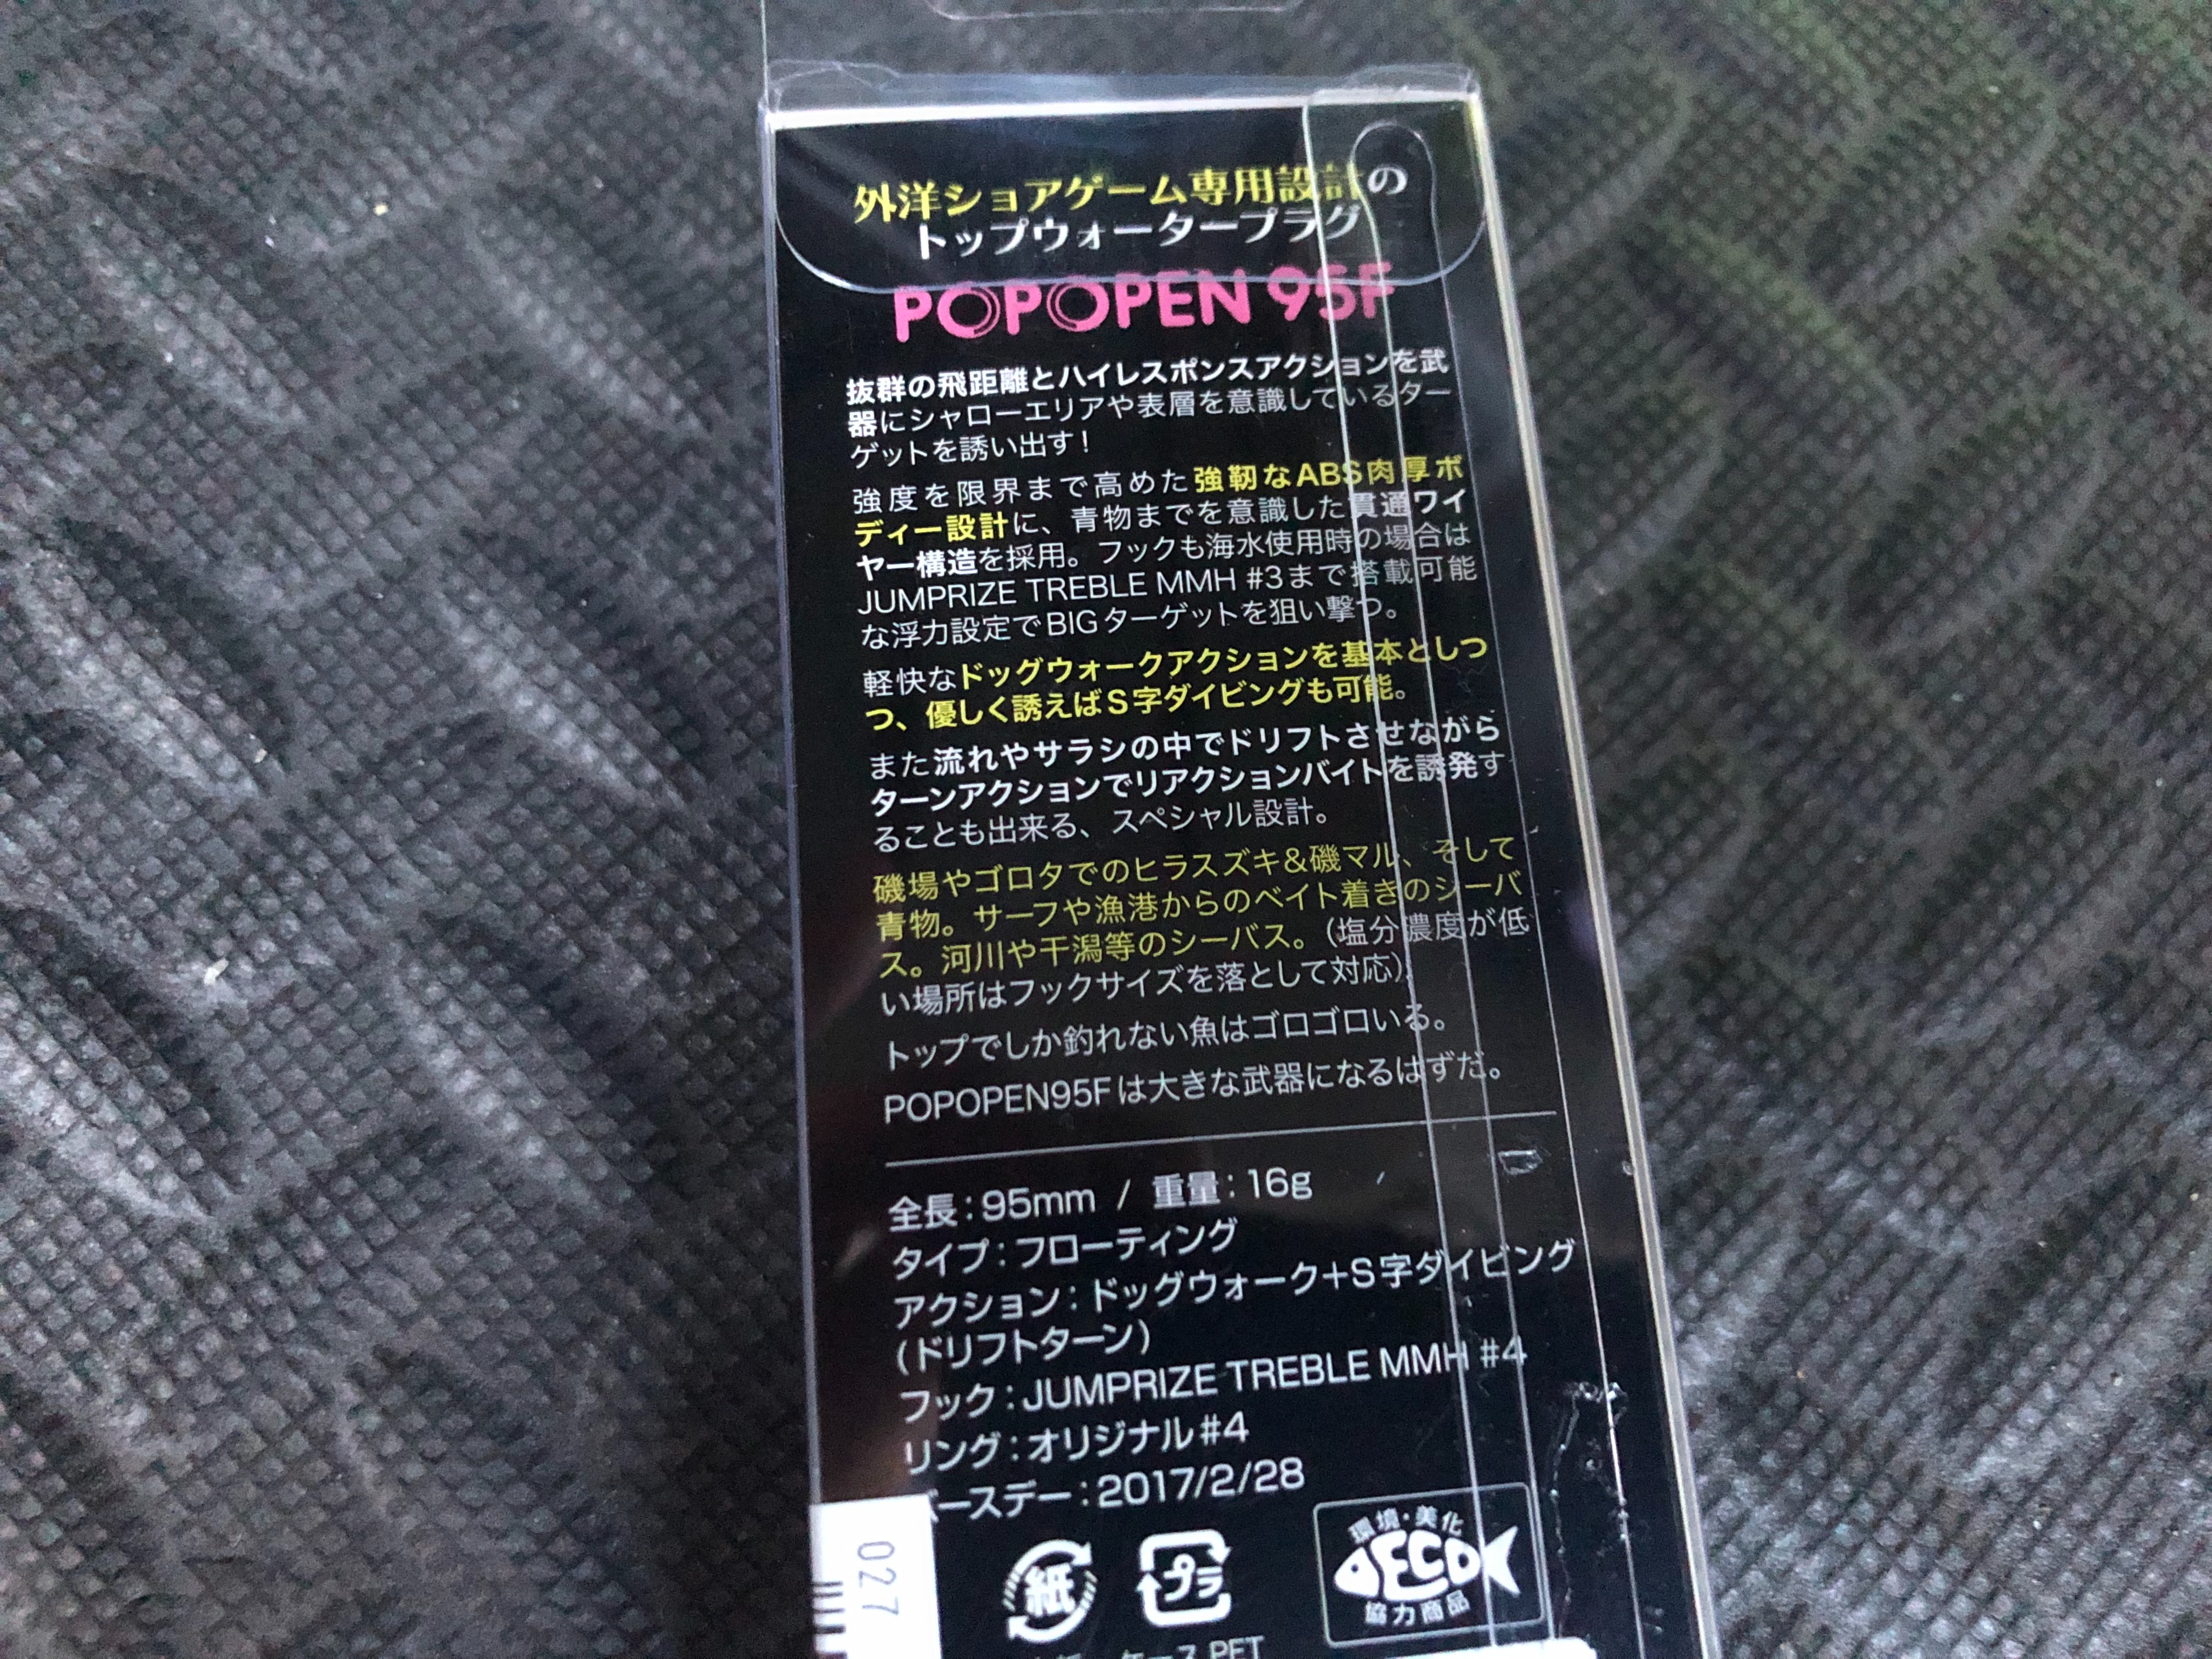 外洋ショアゲーム専用設計の
トップウォータープラグ
POPOPEN 95F
抜群の飛距離とハイレスポンスアクションを武
器にシャローエリアや表層を意識しているター
ゲットを誘い出す!
強度を限界まで高めた強靭なABS肉厚ボ
ディー設計に、青物までを意識した貫通ワイ
ヤー構造を採用。フックも海水使用時の場合は
JUMPRIZE TREBLE MMH #3まで搭載可能
な浮力設定でBIGターゲットを狙い撃つ。
軽快なドッグウォークアクションを基本としつ
つ、優しく誘えばS字ダイビングも可能。
また流れやサラシの中でドリフトさせながら
ターンアクションでリアクションバイトを誘発す
ることも出来る、スペシャル設計。
磯場やゴロタでのヒラスズキ&磯マル、そして
青物。サーフや漁港からのベイト着きのシーバ
ス。河川や干潟等のシーバス。(塩分濃度が低
い場所はフックサイズを落として対応)。
トップでしか釣れない魚はゴロゴロいる。
POPOPEN95Fは大きな武器になるはずだ。
全長:95mm / 重量:16g
タイプ:フローティング
アクション:ドッグウォーク+S字ダイビング
(ドリフトターン)
フック:JUMPRIZE TREBLE MMH #4
リング:オリジナル#4
バースデー:2017/2/28
紙
プラ
環境・美化
ECO
協力商品
027
ケース PET